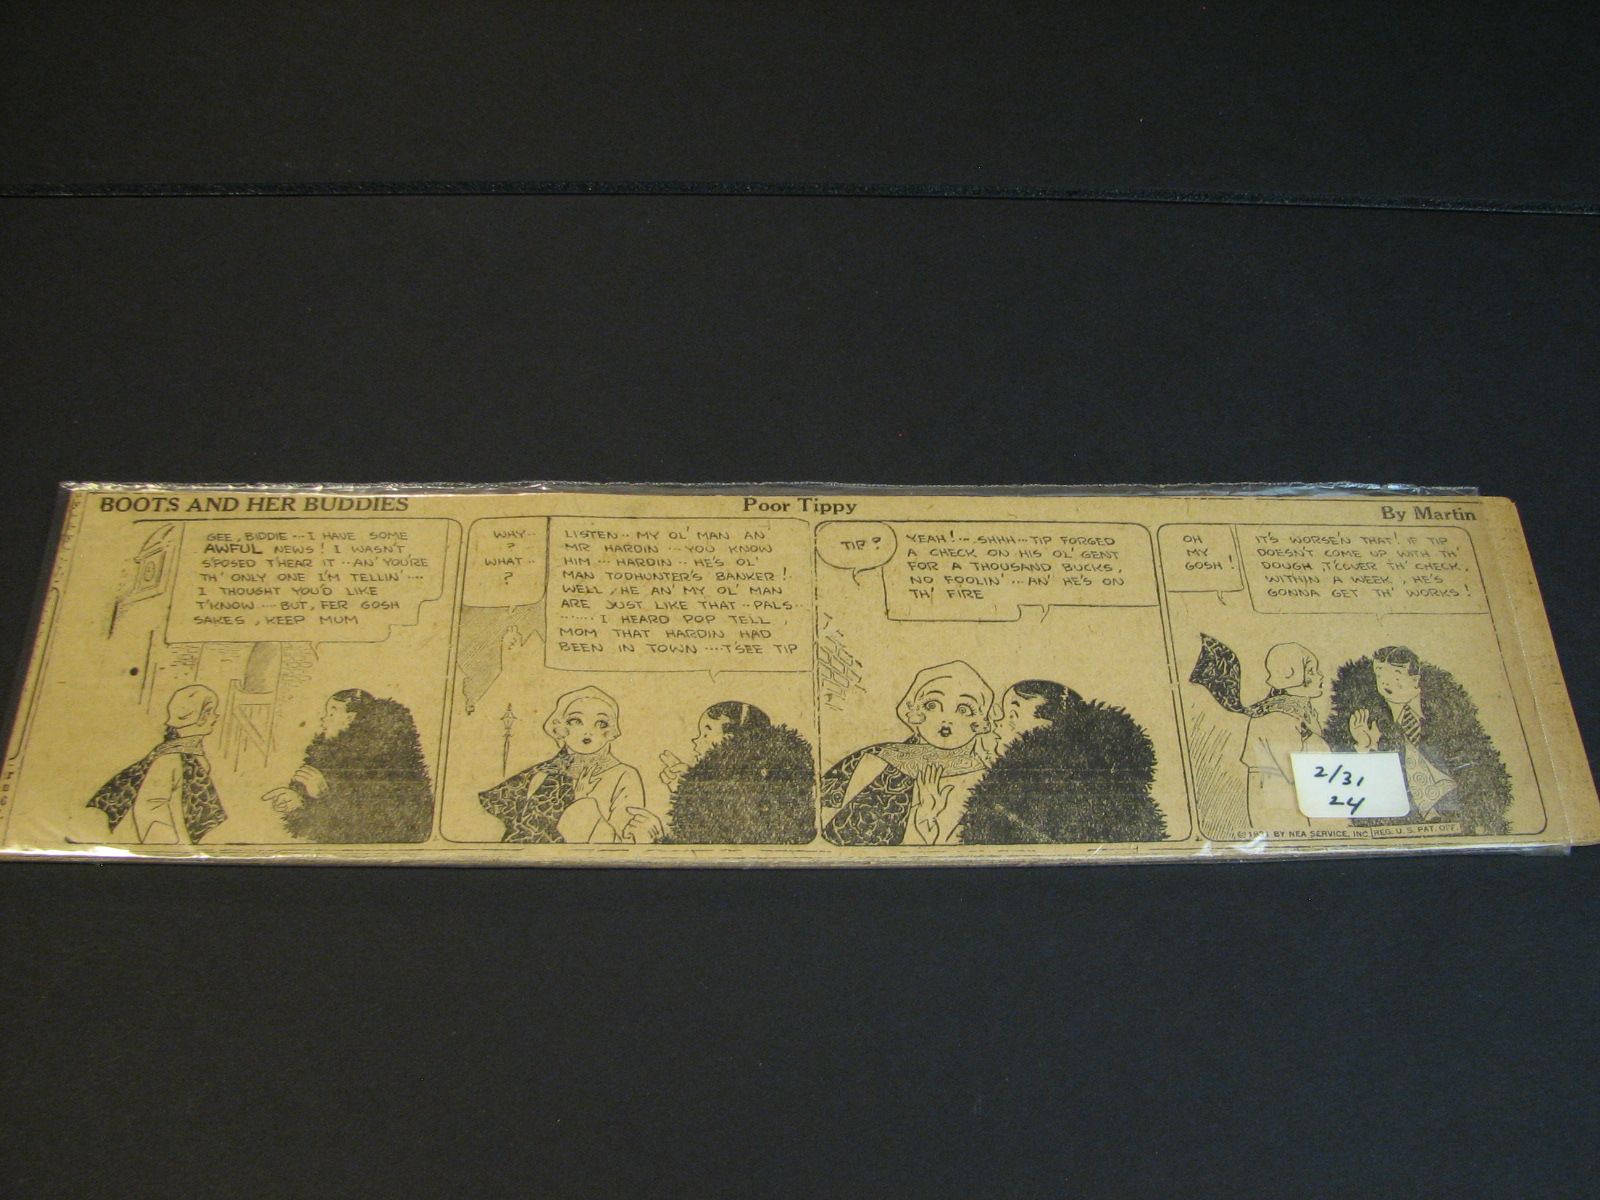 BOOTS AND HER BUDDIES
Poor Tippy
By Martin
GEE, BIDDIE ··· I HAVE SOME
AWFUL NEWS! I WASN'T
S'POSED T'HEAR IT ·· AN' YOU'RE
TH' ONLY ONE I'M TELLIN' ····
I THOUGHT YOU'D LIKE
T'KNOW ···· BUT, FER GOSH
SAKES, KEEP MUM
WHY··
?
WHAT··
?
LISTEN ·· MY OL' MAN AN'
MR HARDIN ··· YOU KNOW
HIM ··· HARDIN ·· HE'S OL'
MAN TODHUNTER'S BANKER!
WELL, HE AN' MY OL' MAN
ARE JUST LIKE THAT ·· PALS··
······· I HEARD POP TELL
MOM THAT HARDIN HAD
BEEN IN TOWN ···· T'SEE TIP
TIP?
YEAH! ··· SHHH ··· TIP FORGED
A CHECK ON HIS OL' GENT
FOR A THOUSAND BUCKS,
NO FOOLIN' ··· AN' HE'S ON
TH' FIRE
OH
MY
GOSH!
IT'S WORSE'N THAT! IF TIP
DOESN'T COME UP WITH TH'
DOUGH T'COVER TH' CHECK,
WITHIN A WEEK, HE'S
GONNA GET TH' WORKS!
2/31
24
© 1931 BY NEA SERVICE, INC. REG. U.S. PAT. OFF.